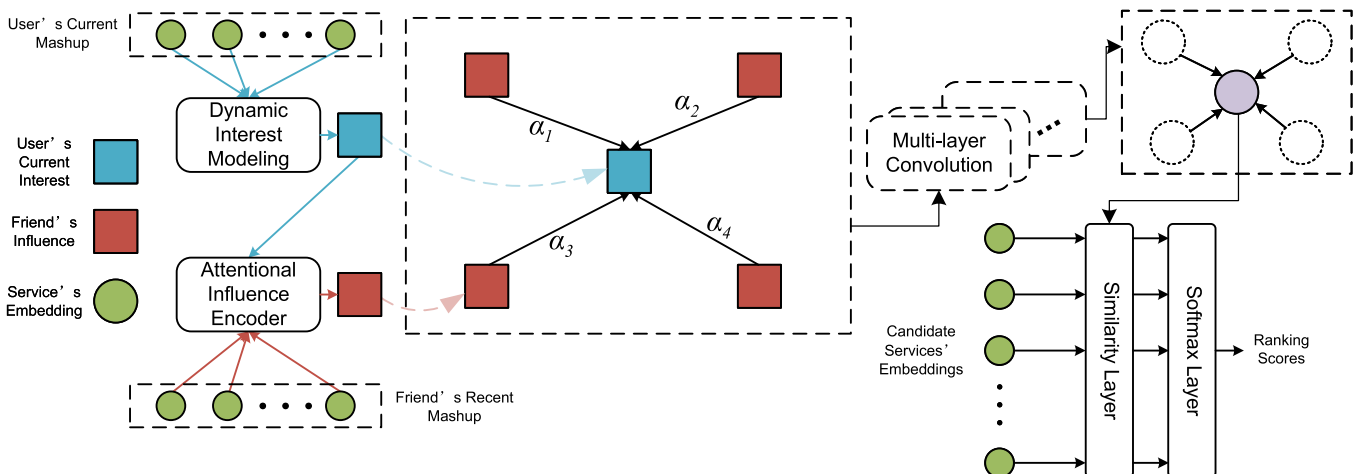 User’s Current
Mashup
Dynamic
Interest
Modeling
User’s
Current
Interest
Friend’s
Influence
Service’s
Embedding
Attentional
Influence
Encoder
Friend’s Recent
Mashup
α1
α2
α3
α4
Multi-layer
Convolution
Candidate
Services’
Embeddings
Similarity Layer
Softmax Layer
Ranking
Scores